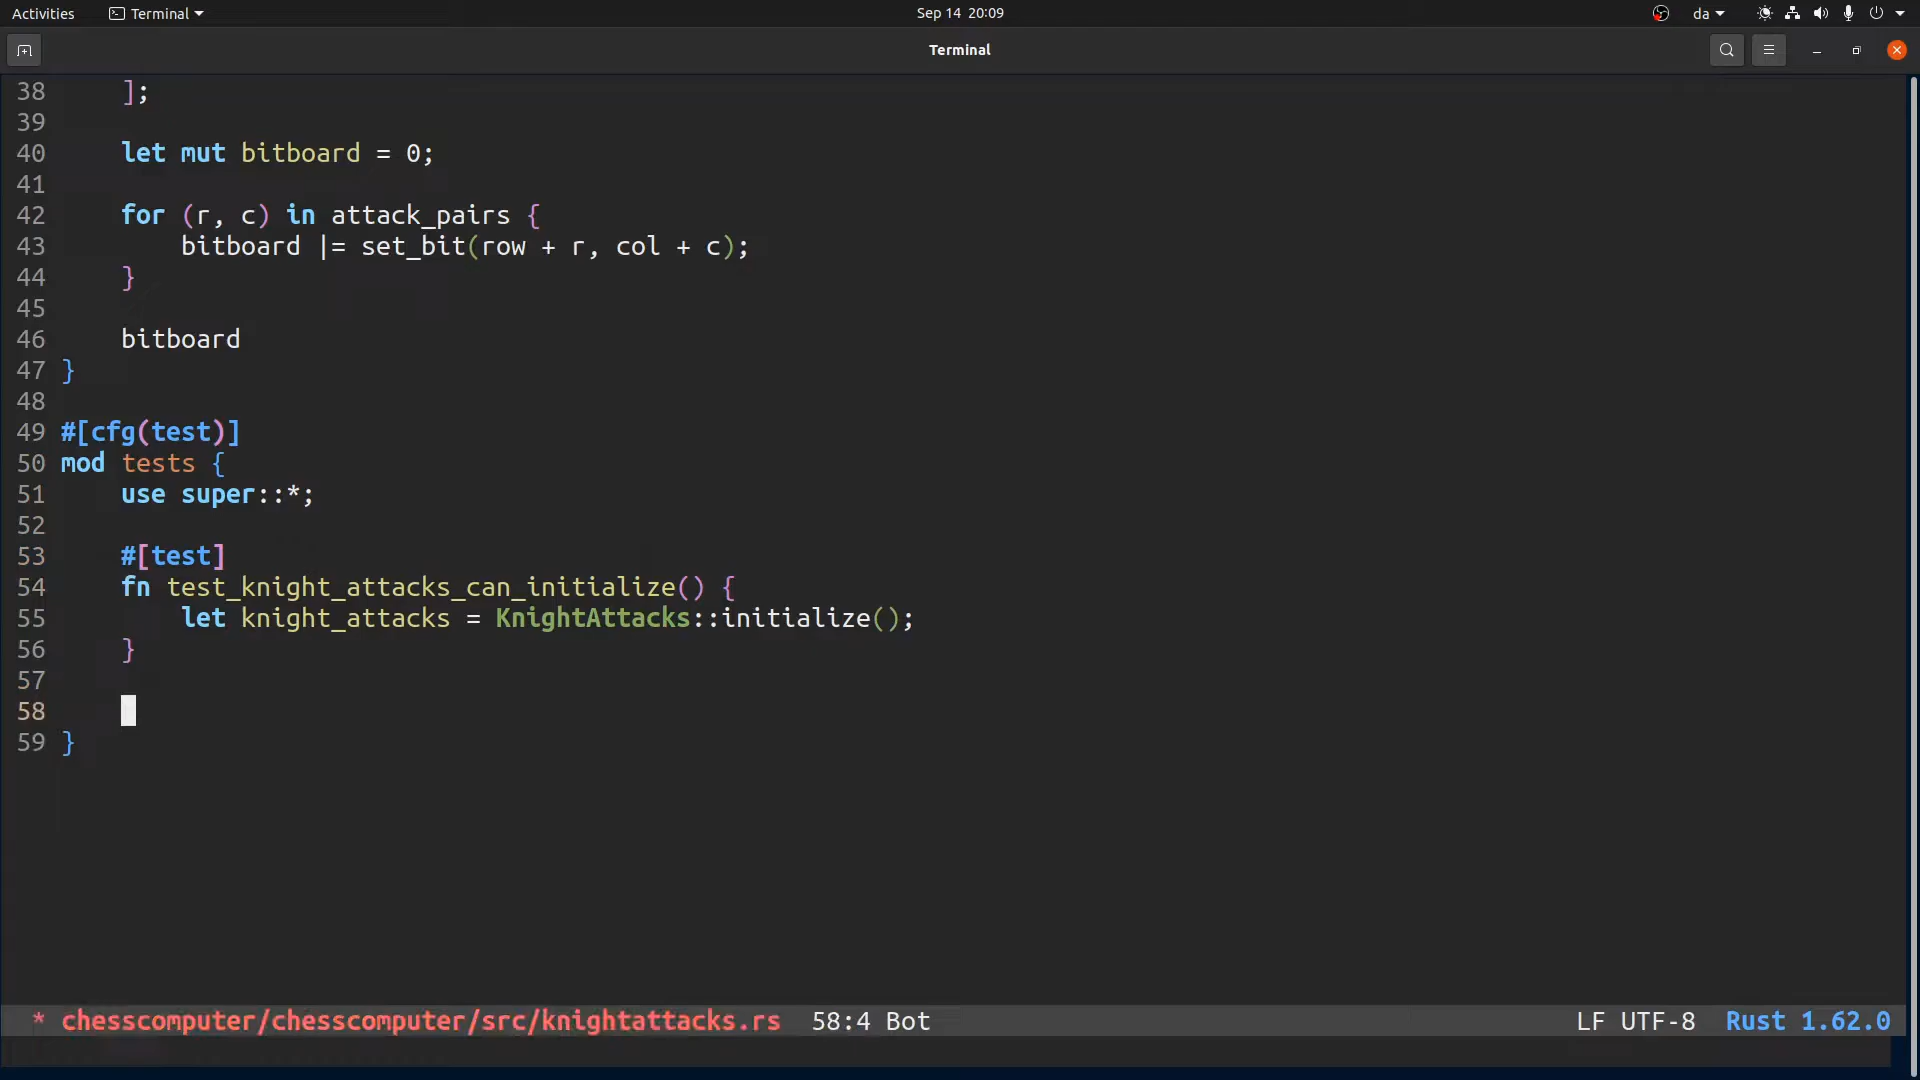 Activities Terminal Sep 14 20:09 da
Terminal
38     ];
39
40     let mut bitboard = 0;
41
42     for (r, c) in attack_pairs {
43         bitboard |= set_bit(row + r, col + c);
44     }
45
46     bitboard
47 }
48
49 #[cfg(test)]
50 mod tests {
51     use super::*;
52
53     #[test]
54     fn test_knight_attacks_can_initialize() {
55         let knight_attacks = KnightAttacks::initialize();
56     }
57
58
59 }
* chesscomputer/chesscomputer/src/knightattacks.rs 58:4 Bot LF UTF-8 Rust 1.62.0